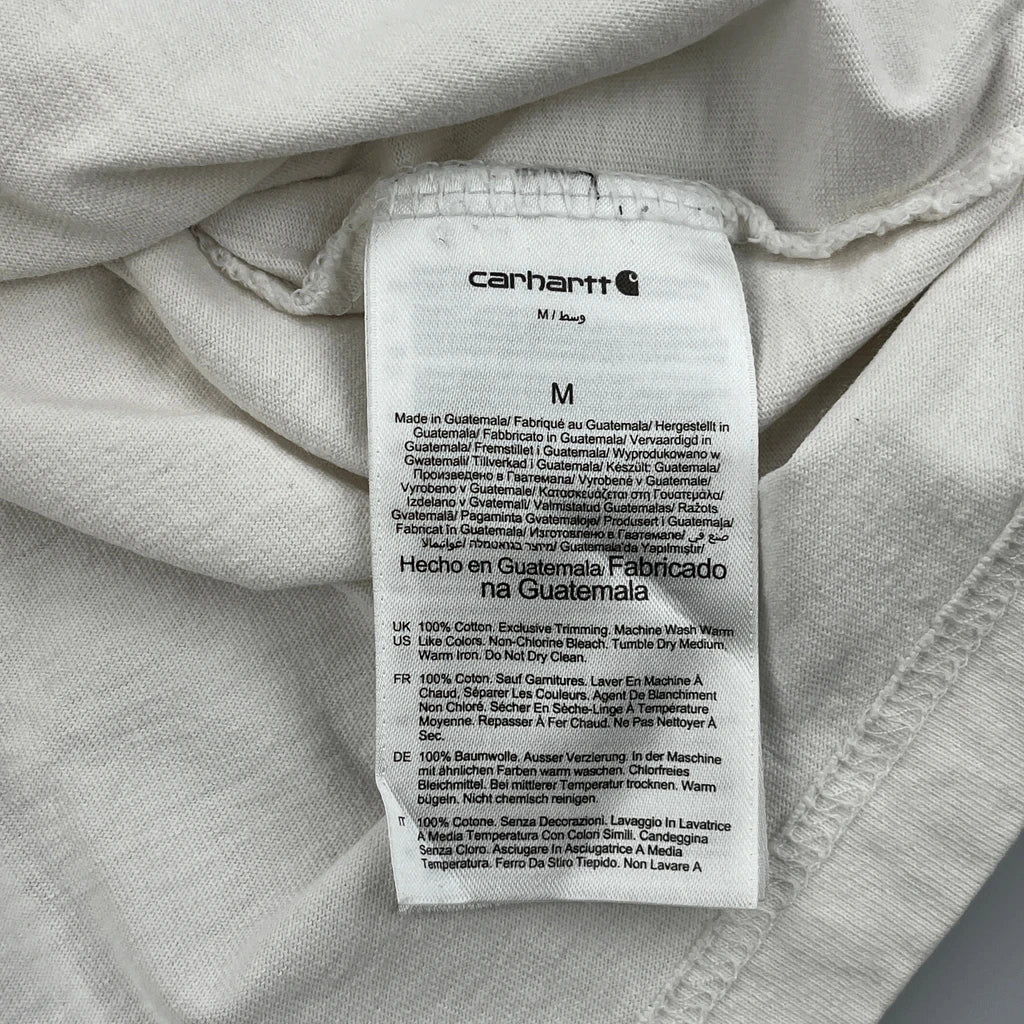 carhartt
M / وسط
M
Made in Guatemala/ Fabriqué au Guatemala/ Hergestellt in
Guatemala/ Fabbricato in Guatemala/ Vervaardigd in
Guatemala/ Fremstillet i Guatemala/ Wyprodukowano w
Gwatemali/ Tillverkad i Guatemala/ Készült: Guatemala/
Произведено в Гватемала/ Vyrobené v Guatemale/
Vyrobeno v Guatemale/ Κατασκευάζεται στη Γουατεμάλα/
Izdelano v Gvatemali/ Valmistatud Guatemalas/ Ražots
Gvatemalā/ Pagaminta Gvatemaloje/ Produsert i Guatemala/
Fabricat în Guatemala/ Изготовлено в Гватемале/ صنع في
غواتيمالا/ מיוצר בגואטמלה/ Guatemala'da Yapılmıştır/
Hecho en Guatemala/ Fabricado
na Guatemala
UK 100% Cotton. Exclusive Trimming. Machine Wash Warm
US Like Colors. Non-Chlorine Bleach. Tumble Dry Medium.
Warm Iron. Do Not Dry Clean.
FR 100% Coton. Sauf Garnitures. Laver En Machine À
Chaud, Séparer Les Couleurs. Agent De Blanchiment
Non Chloré. Sécher En Sèche-Linge À Température
Moyenne. Repasser À Fer Chaud. Ne Pas Nettoyer À
Sec.
DE 100% Baumwolle. Ausser Verzierung. In der Maschine
mit ähnlichen Farben warm waschen. Chlorfreies
Bleichmittel. Bei mittlerer Temperatur trocknen. Warm
bügeln. Nicht chemisch reinigen.
IT 100% Cotone. Senza Decorazioni. Lavaggio In Lavatrice
A Media Temperatura Con Colori Simili. Candeggina
Senza Cloro. Asciugare In Asciugatrice A Media
Temperatura. Ferro Da Stiro Tiepido. Non Lavare A